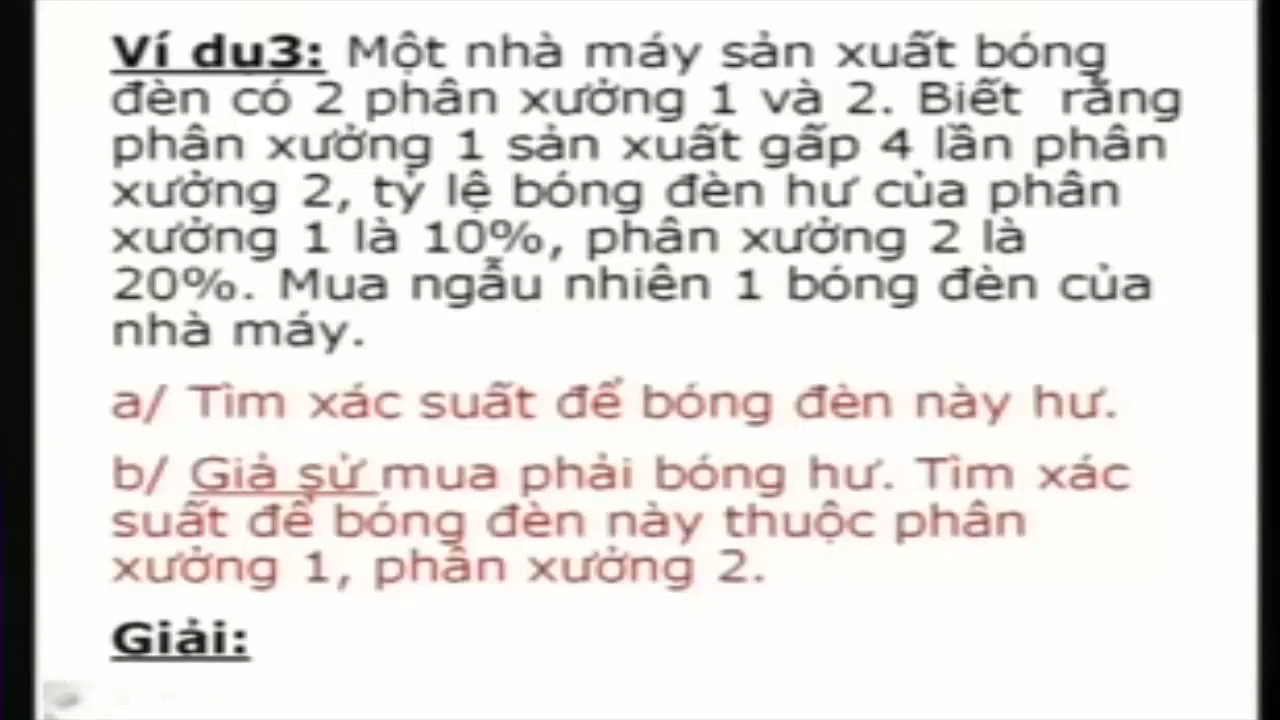 Ví dụ3: Một nhà máy sản xuất bóng
đèn có 2 phân xưởng 1 và 2. Biết rằng
phân xưởng 1 sản xuất gấp 4 lần phân
xưởng 2, tỷ lệ bóng đèn hư của phân
xưởng 1 là 10%, phân xưởng 2 là
20%. Mua ngẫu nhiên 1 bóng đèn của
nhà máy.
a/ Tìm xác suất để bóng đèn này hư.
b/ Giả sử mua phải bóng hư. Tìm xác
suất để bóng đèn này thuộc phân
xưởng 1, phân xưởng 2.
Giải: